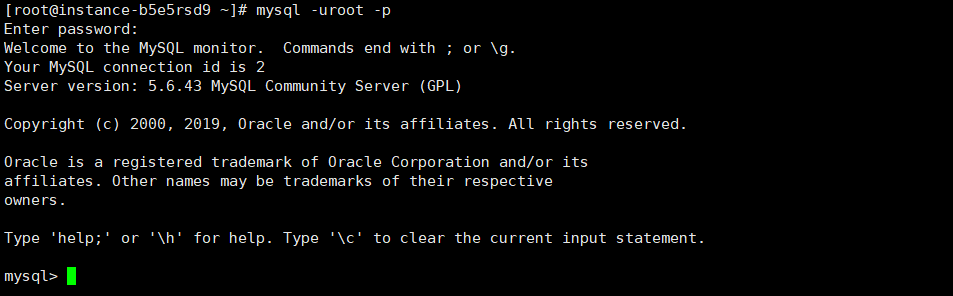 [root@instance-b5e5rsd9 ~]# mysql -uroot -p
Enter password:
Welcome to the MySQL monitor.  Commands end with ; or \g.
Your MySQL connection id is 2
Server version: 5.6.43 MySQL Community Server (GPL)
Copyright (c) 2000, 2019, Oracle and/or its affiliates. All rights reserved.
Oracle is a registered trademark of Oracle Corporation and/or its
affiliates. Other names may be trademarks of their respective
owners.
Type 'help;' or '\h' for help. Type '\c' to clear the current input statement.
mysql>